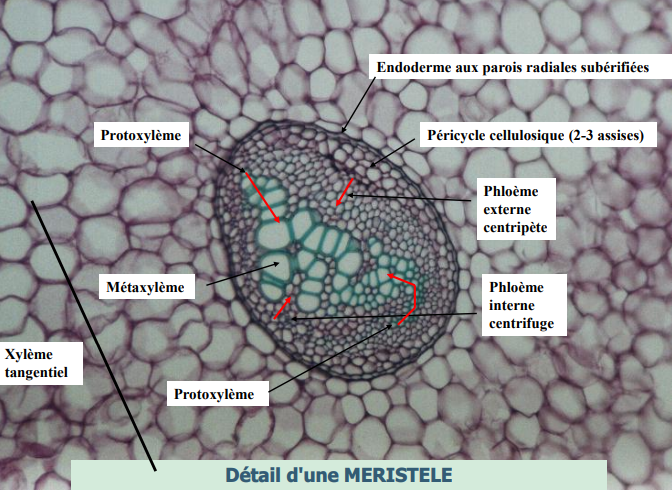 Endoderme aux parois radiales subérifiées
Protoxylème
Péricycle cellulosique (2-3 assises)
Phloème
externe
centripète
Métaxylème
Phloème
interne
centrifuge
Xylème
tangentiel
Protoxylème
Détail d'une MERISTELE